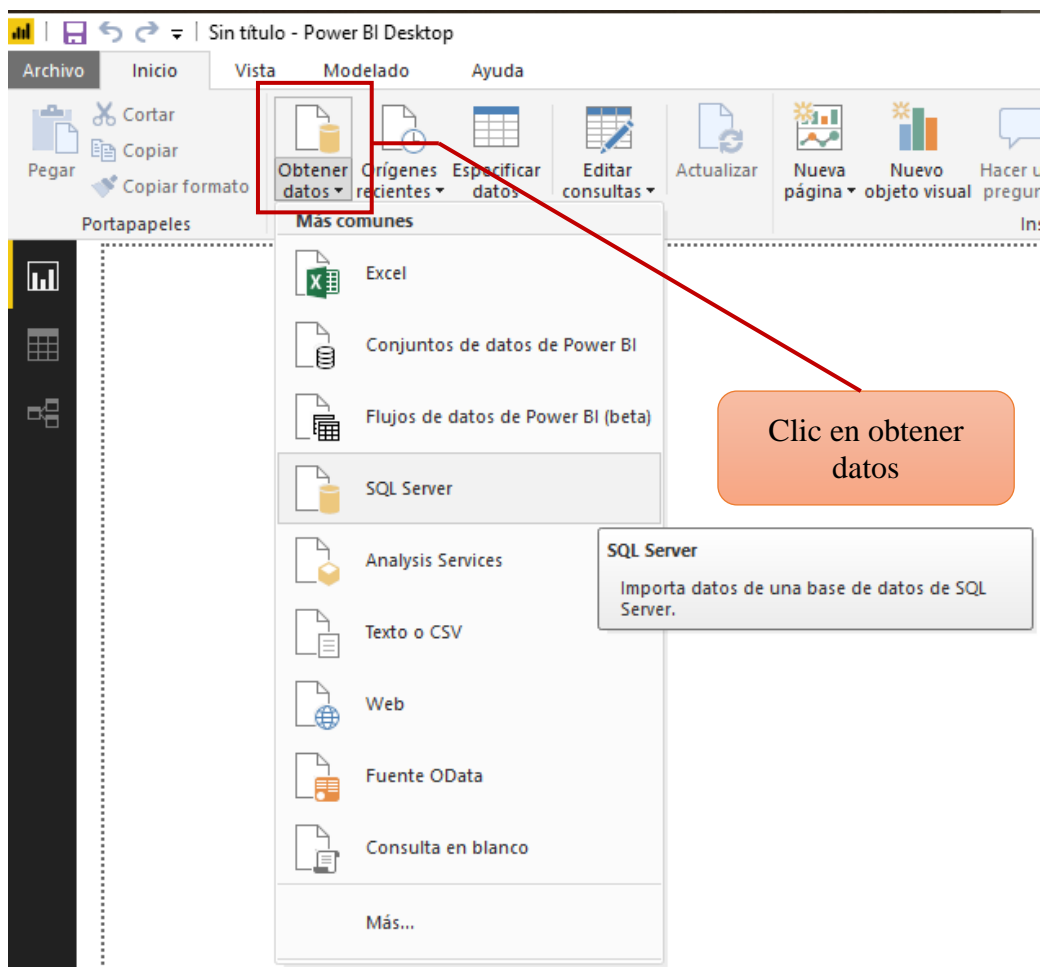 Sin título - Power BI Desktop
Archivo Inicio Vista Modelado Ayuda
Pegar
Cortar
Copiar
Copiar formato
Portapapeles
Obtener
datos
Orígenes
recientes
Especificar
datos
Editar
consultas
Actualizar
Nueva
página
Nuevo
objeto visual
Hacer u
pregur
Ins
Más comunes
Excel
Conjuntos de datos de Power BI
Flujos de datos de Power BI (beta)
SQL Server
Analysis Services
Texto o CSV
Web
Fuente OData
Consulta en blanco
Más...
Clic en obtener
datos
SQL Server
Importa datos de una base de datos de SQL
Server.